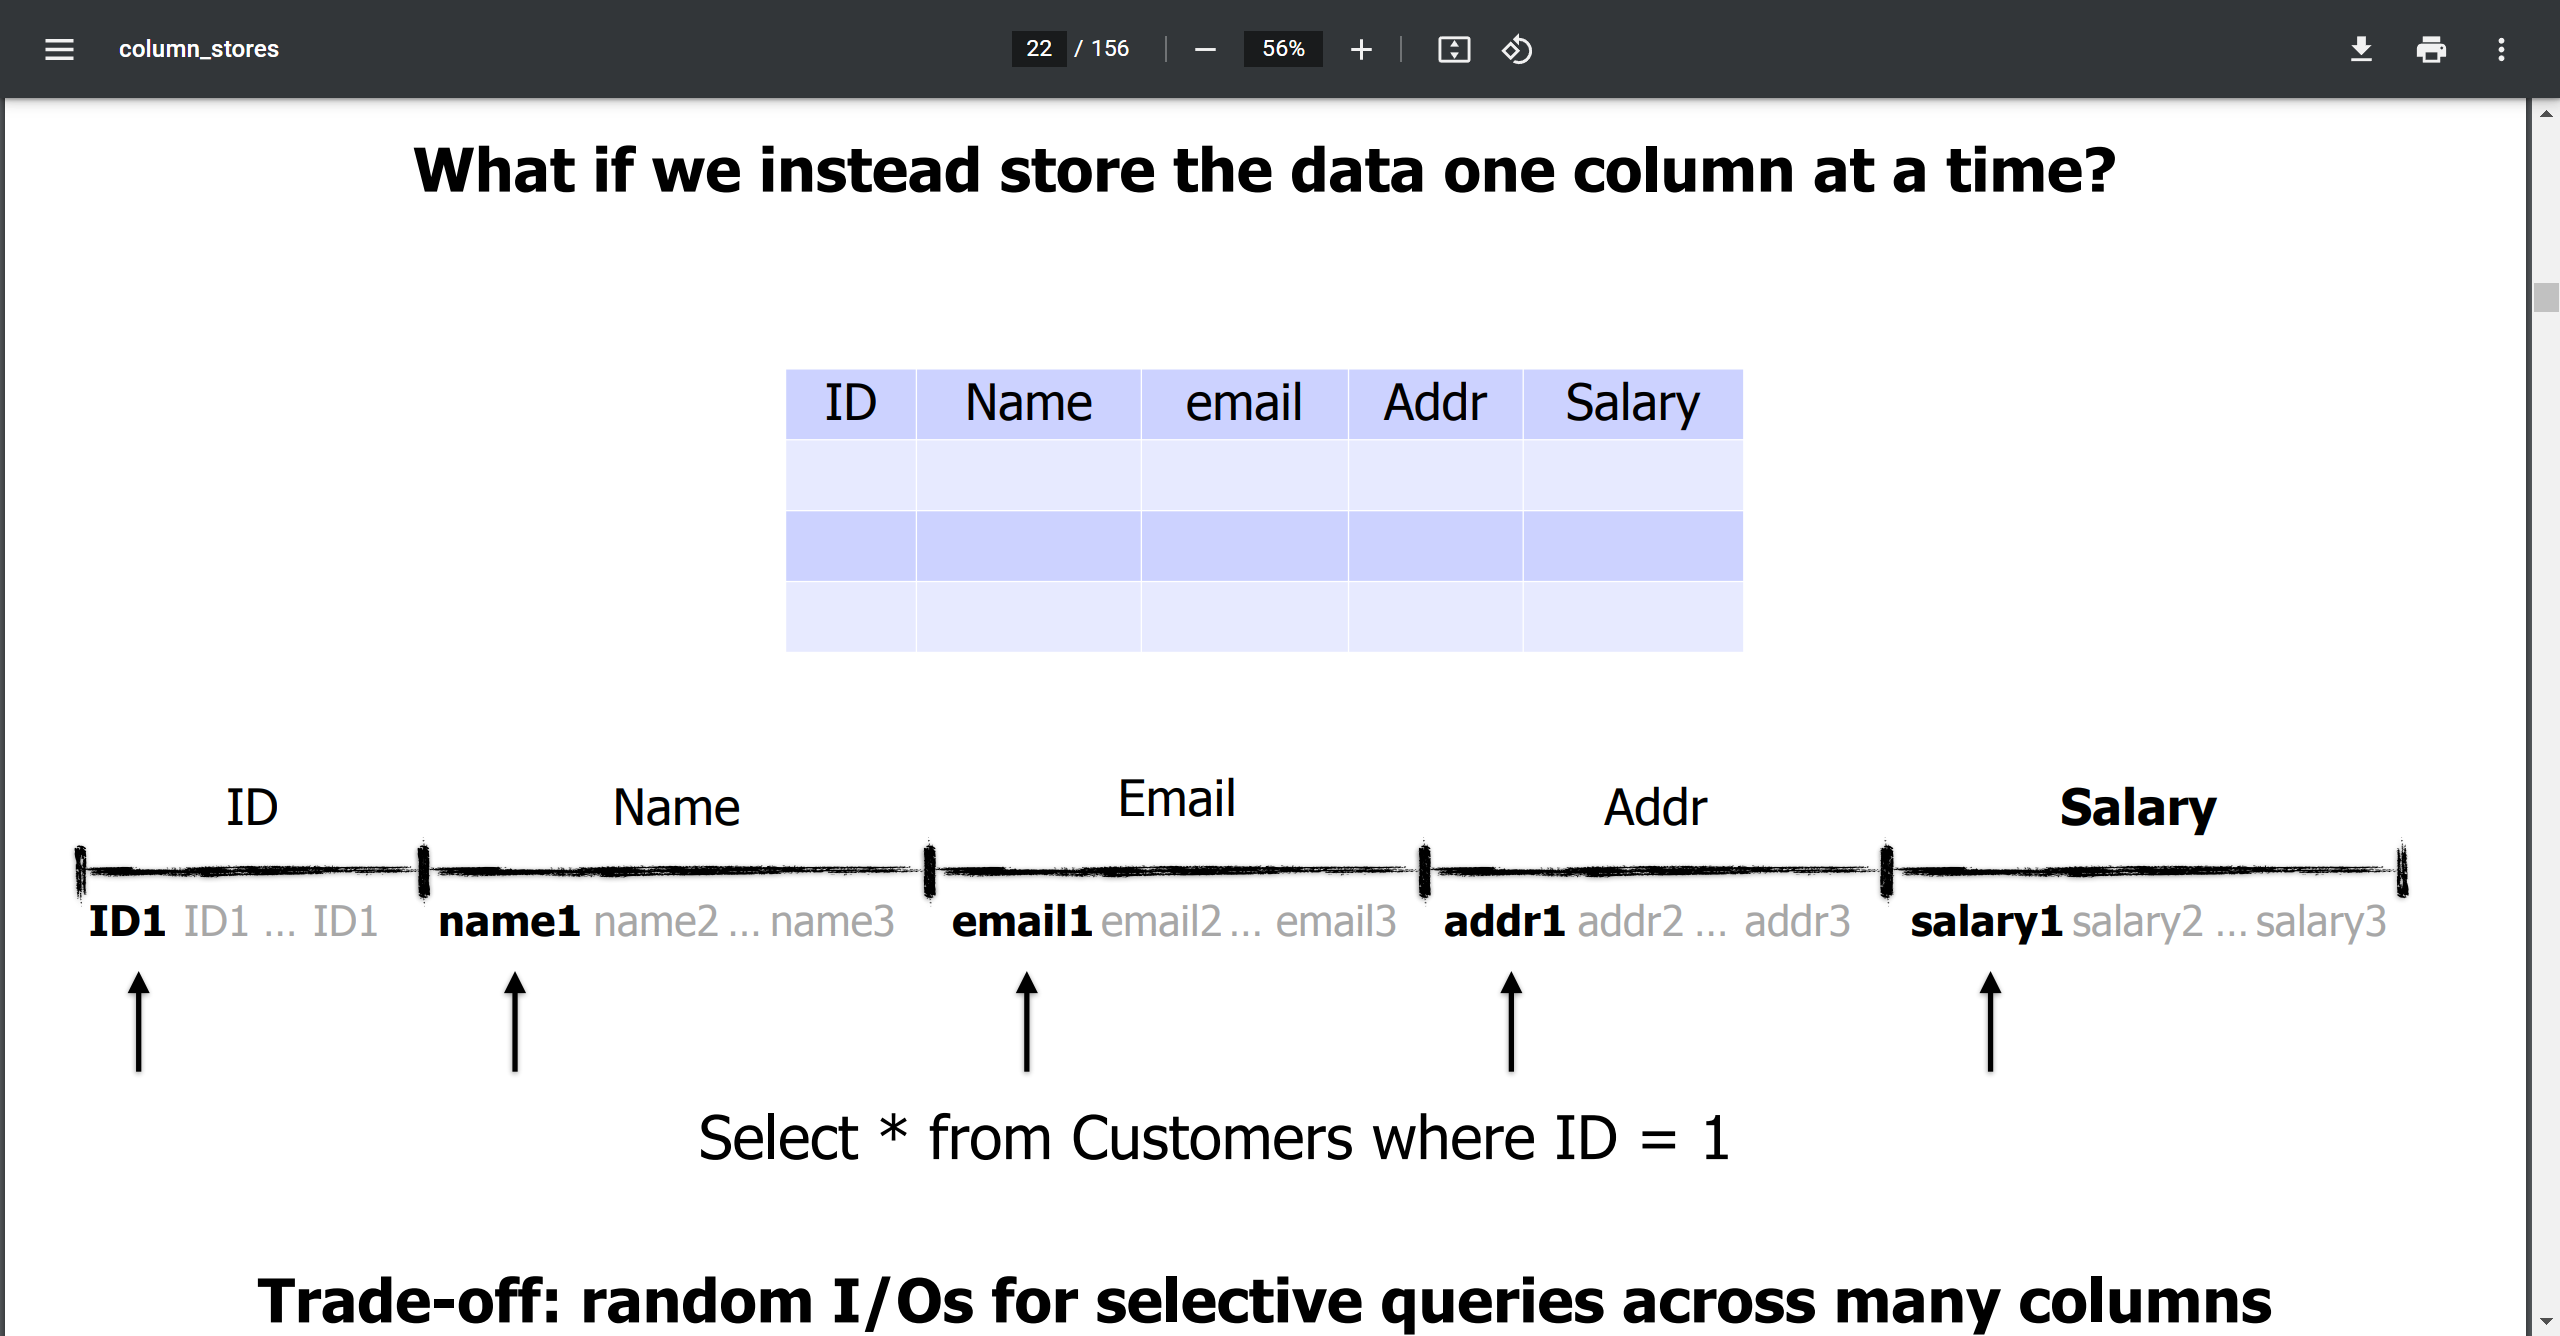 column_stores
22 / 156
56%
What if we instead store the data one column at a time?
ID Name email Addr Salary
ID Name Email Addr Salary
ID1 ID1 ... ID1 name1 name2 ... name3 email1 email2 ... email3 addr1 addr2 ... addr3 salary1 salary2 ... salary3
Select * from Customers where ID = 1
Trade-off: random I/Os for selective queries across many columns